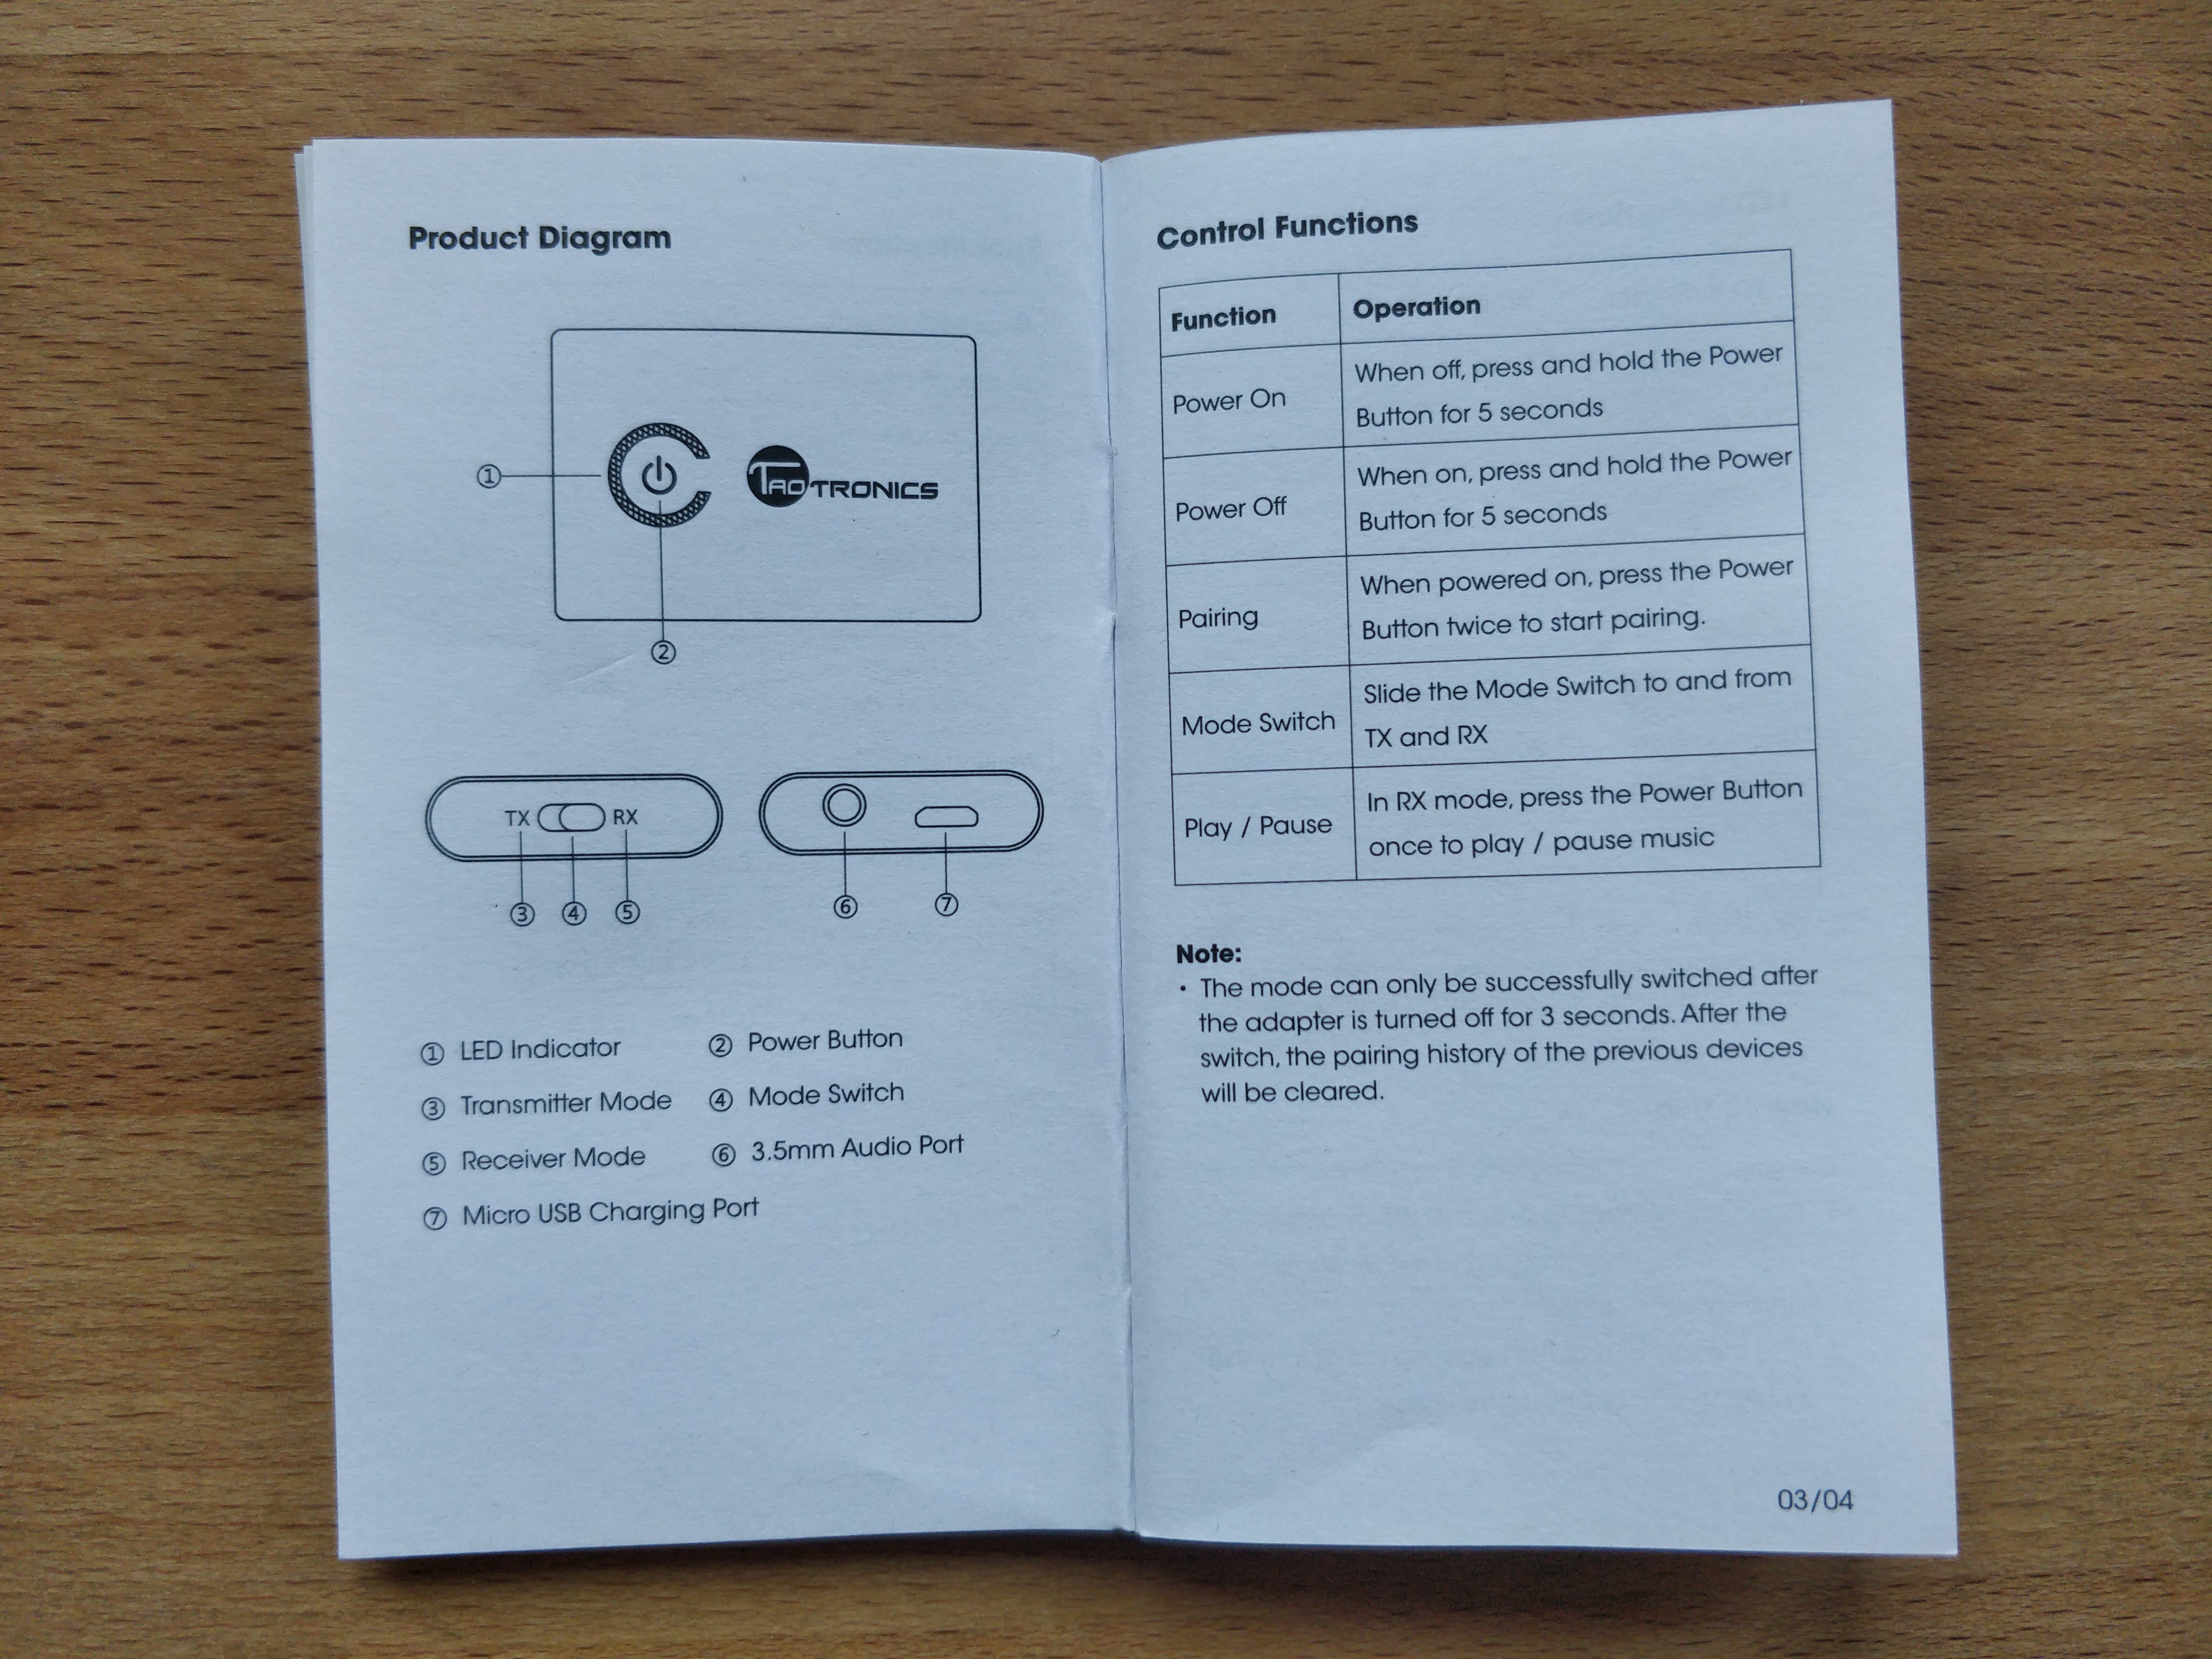 Product Diagram
①
TAOTRONICS
②
TX RX
③ ④ ⑤ ⑥ ⑦
① LED Indicator ② Power Button
③ Transmitter Mode ④ Mode Switch
⑤ Receiver Mode ⑥ 3.5mm Audio Port
⑦ Micro USB Charging Port
Control Functions
Function Operation
Power On When off, press and hold the Power
Button for 5 seconds
Power Off When on, press and hold the Power
Button for 5 seconds
Pairing When powered on, press the Power
Button twice to start pairing.
Mode Switch Slide the Mode Switch to and from
TX and RX
Play / Pause In RX mode, press the Power Button
once to play / pause music
Note:
• The mode can only be successfully switched after
the adapter is turned off for 3 seconds. After the
switch, the pairing history of the previous devices
will be cleared.
03/04